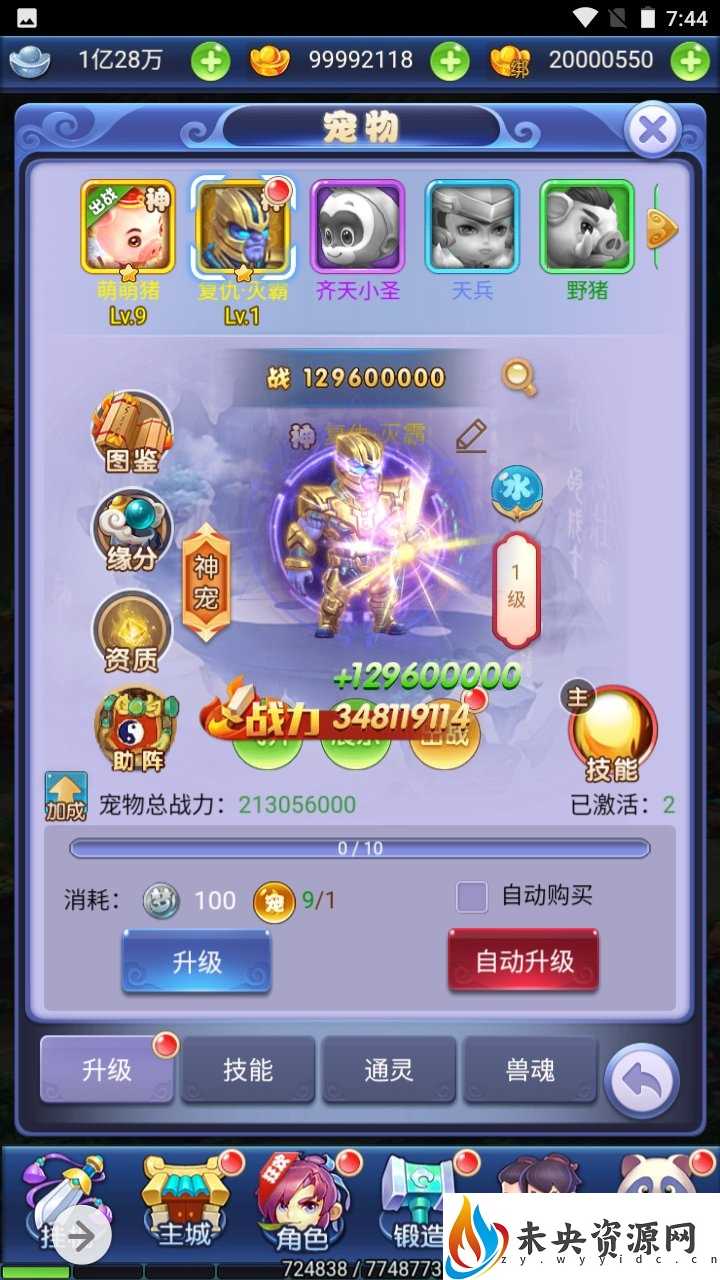 7:44
1亿28万 99992118 绑 20000550
宠物
出战 神 神
萌萌猪 复仇·灭霸 齐天小圣 天兵 野猪
Lv.9 Lv.1
战 129600000
神 复仇·灭霸
图鉴
冰
缘分
神宠
1级
资质
+129600000
战力 348119114
出战
主
助阵
技能
加成 宠物总战力：213056000 已激活：2
0 / 10
消耗： 100 宠 9/1 自动购买
升级 自动升级
升级 技能 通灵 兽魂
狂欢
主城 角色 锻造
724838 / 7748773
未央资源网
zy.wyyidc.cn